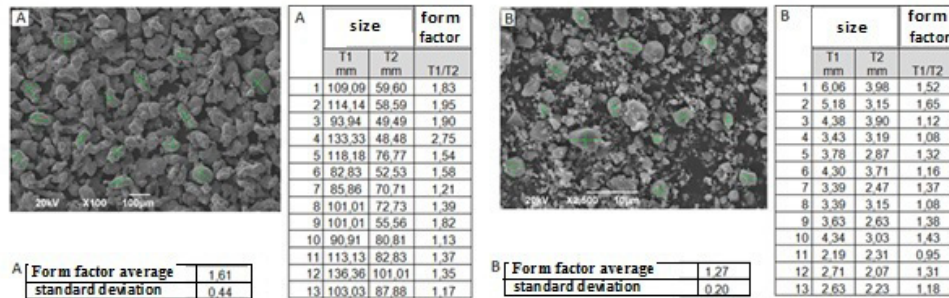 A
20kV X100 100µm
A
size form factor
T1 mm T2 mm T1/T2
1 109,09 59,60 1,83
2 114,14 58,59 1,95
3 93,94 49,49 1,90
4 133,33 48,48 2,75
5 118,18 76,77 1,54
6 82,83 52,53 1,58
7 85,86 70,71 1,21
8 101,01 72,73 1,39
9 101,01 55,56 1,82
10 90,91 80,81 1,13
11 113,13 82,83 1,37
12 136,36 101,01 1,35
13 103,03 87,88 1,17
A
Form factor average 1,61
standard deviation 0,44
B
20kV X2,500 10µm
B
size form factor
T1 mm T2 mm T1/T2
1 6,06 3,98 1,52
2 5,18 3,15 1,65
3 4,38 3,90 1,12
4 3,43 3,19 1,08
5 3,78 2,87 1,32
6 4,30 3,71 1,16
7 3,39 2,47 1,37
8 3,39 3,15 1,08
9 3,63 2,63 1,38
10 4,34 3,03 1,43
11 2,19 2,31 0,95
12 2,71 2,07 1,31
13 2,63 2,23 1,18
B
Form factor average 1,27
standard deviation 0,20